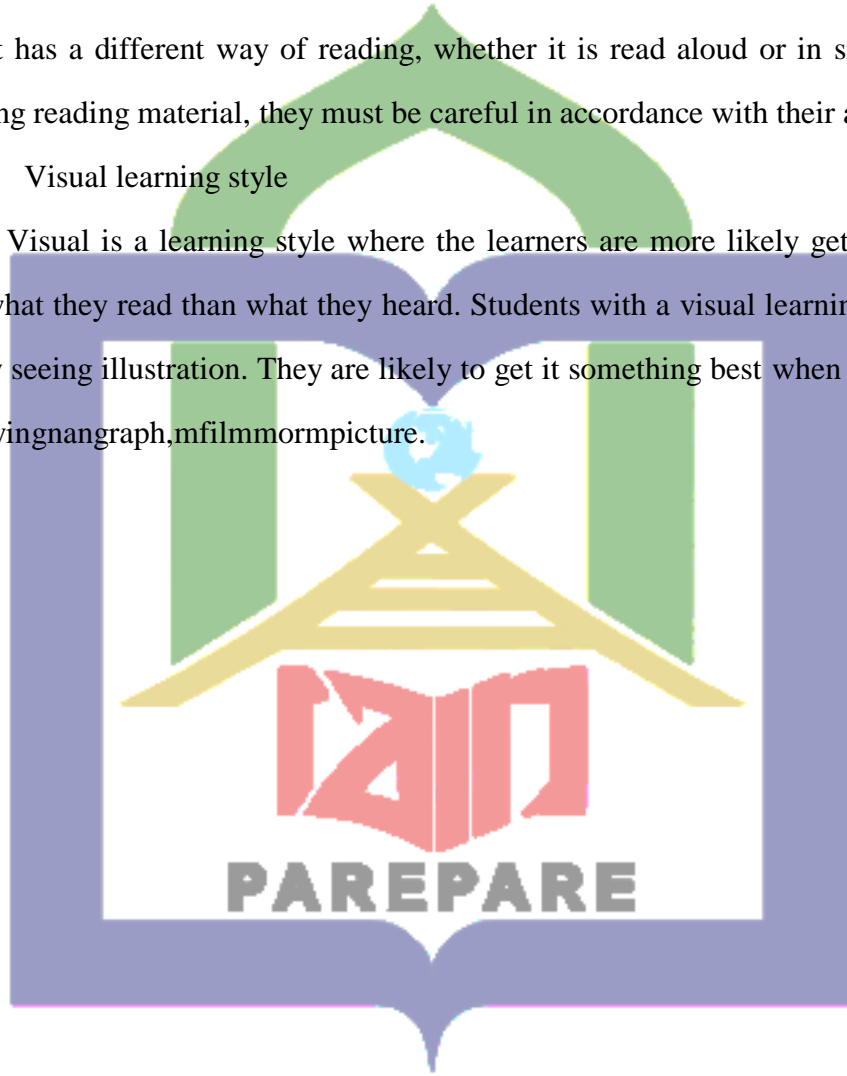 t has a different way of reading, whether it is read aloud or in s
ng reading material, they must be careful in accordance with their a
Visual learning style
Visual is a learning style where the learners are more likely get
what they read than what they heard. Students with a visual learnin
y seeing illustration. They are likely to get it something best when
yingnangraph,mfilmmormpicture.
iain
PAREPARE